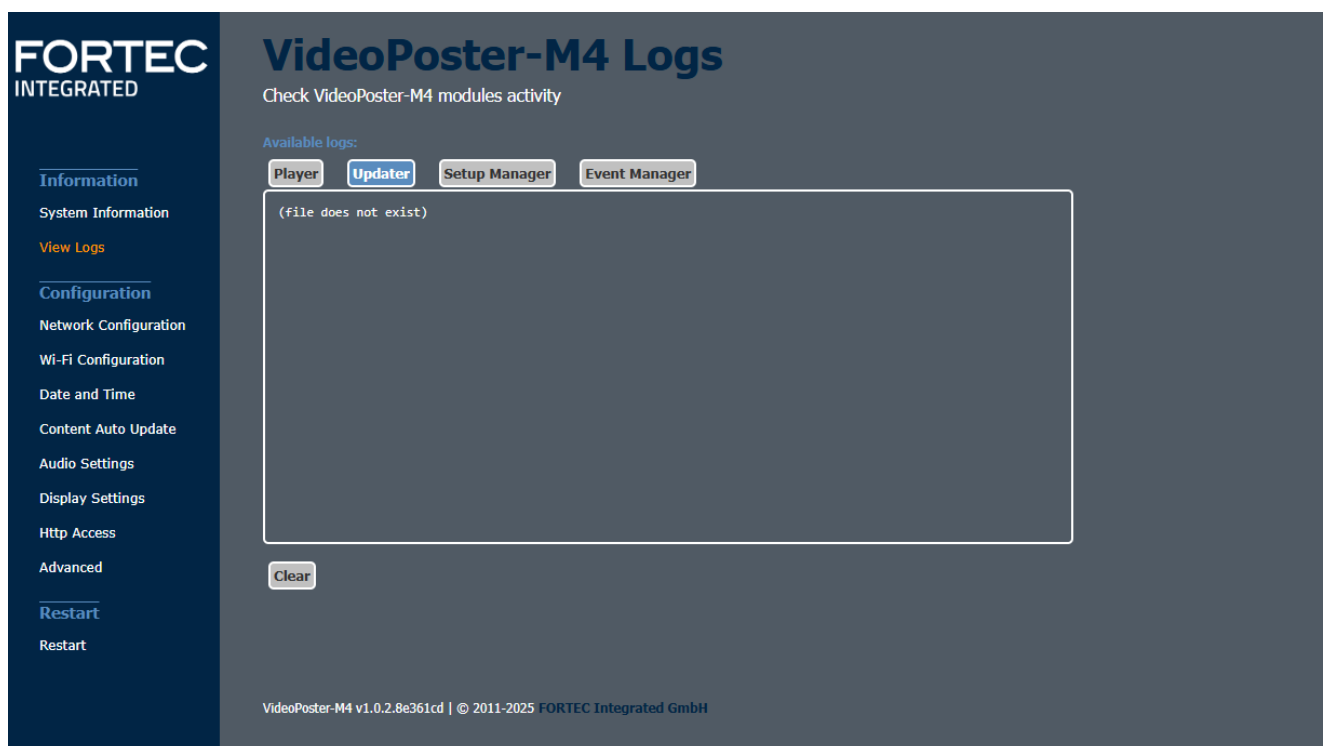 FORTEC
INTEGRATED
Information
System Information
View Logs
Configuration
Network Configuration
Wi-Fi Configuration
Date and Time
Content Auto Update
Audio Settings
Display Settings
Http Access
Advanced
Restart
Restart
VideoPoster-M4 Logs
Check VideoPoster-M4 modules activity
Available logs:
Player Updater Setup Manager Event Manager
(file does not exist)
Clear
VideoPoster-M4 v1.0.2.8e361cd | © 2011-2025 FORTEC Integrated GmbH